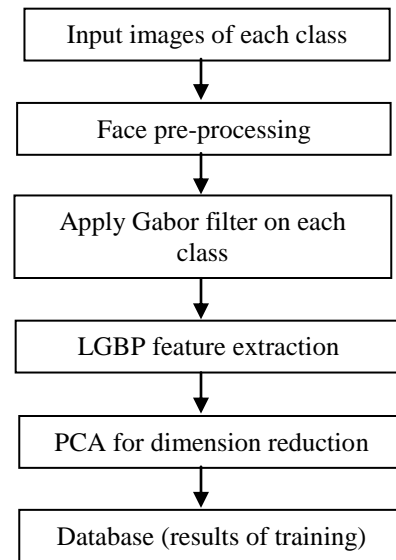 Input images of each class
Face pre-processing
Apply Gabor filter on each
class
LGBP feature extraction
PCA for dimension reduction
Database (results of training)